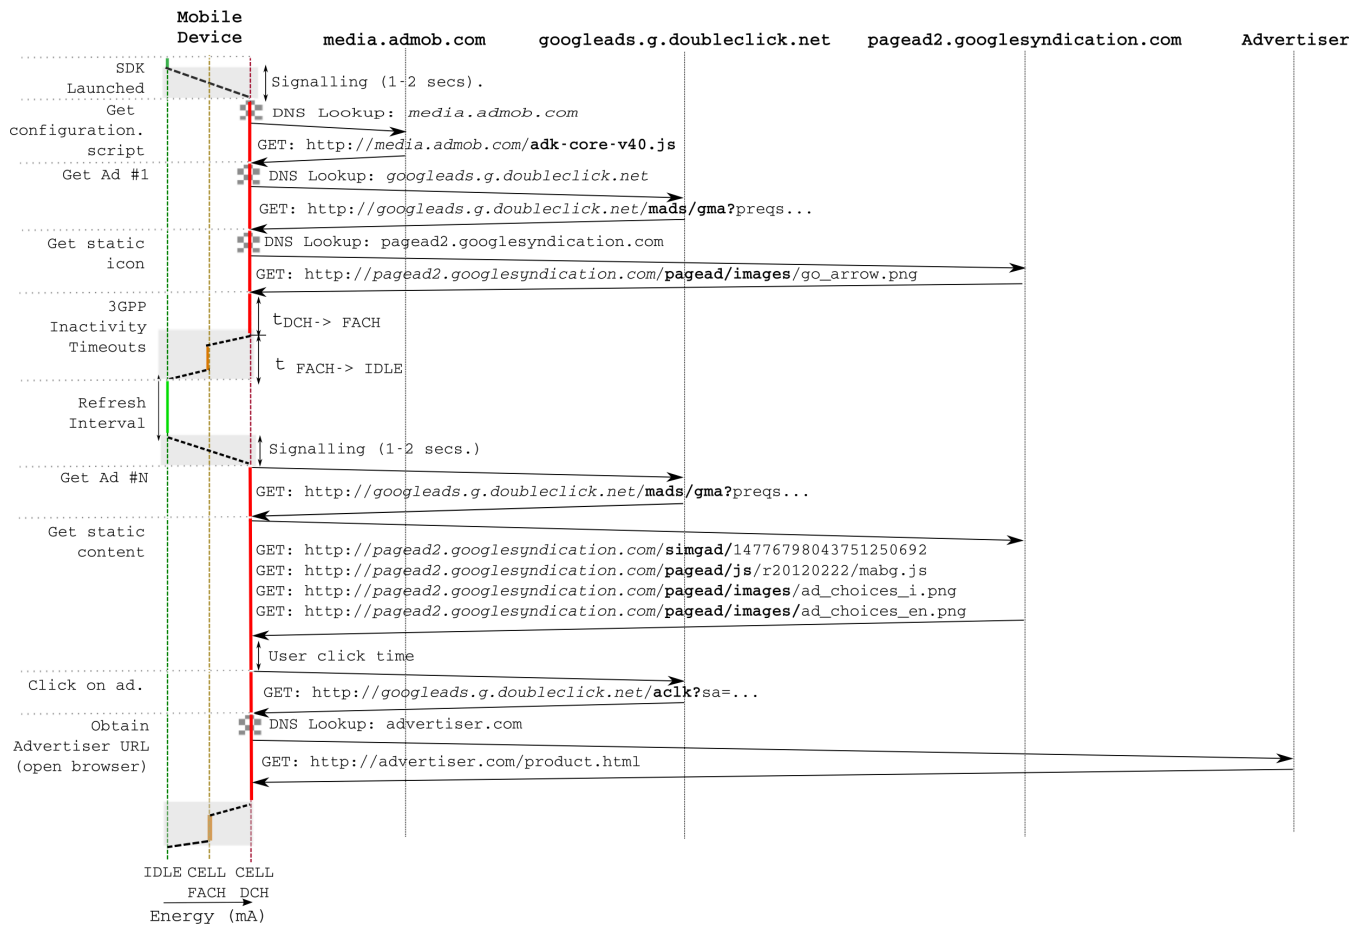 Mobile
Device
media.admob.com googleads.g.doubleclick.net pagead2.googlesyndication.com Advertiser
SDK
Launched
Signalling (1-2 secs).
Get
configuration.
script
DNS Lookup: media.admob.com
GET: http://media.admob.com/adk-core-v40.js
Get Ad #1
DNS Lookup: googleads.g.doubleclick.net
GET: http://googleads.g.doubleclick.net/mads/gma?preqs...
Get static
icon
DNS Lookup: pagead2.googlesyndication.com
GET: http://pagead2.googlesyndication.com/pagead/images/go_arrow.png
3GPP
Inactivity
Timeouts
tDCH-> FACH
t FACH-> IDLE
Refresh
Interval
Signalling (1-2 secs.)
Get Ad #N
GET: http://googleads.g.doubleclick.net/mads/gma?preqs...
Get static
content
GET: http://pagead2.googlesyndication.com/simgad/14776798043751250692
GET: http://pagead2.googlesyndication.com/pagead/js/r20120222/mabg.js
GET: http://pagead2.googlesyndication.com/pagead/images/ad_choices_i.png
GET: http://pagead2.googlesyndication.com/pagead/images/ad_choices_en.png
User click time
Click on ad.
GET: http://googleads.g.doubleclick.net/aclk?sa=...
Obtain
Advertiser URL
(open browser)
DNS Lookup: advertiser.com
GET: http://advertiser.com/product.html
IDLE CELL CELL
FACH DCH
Energy (mA)